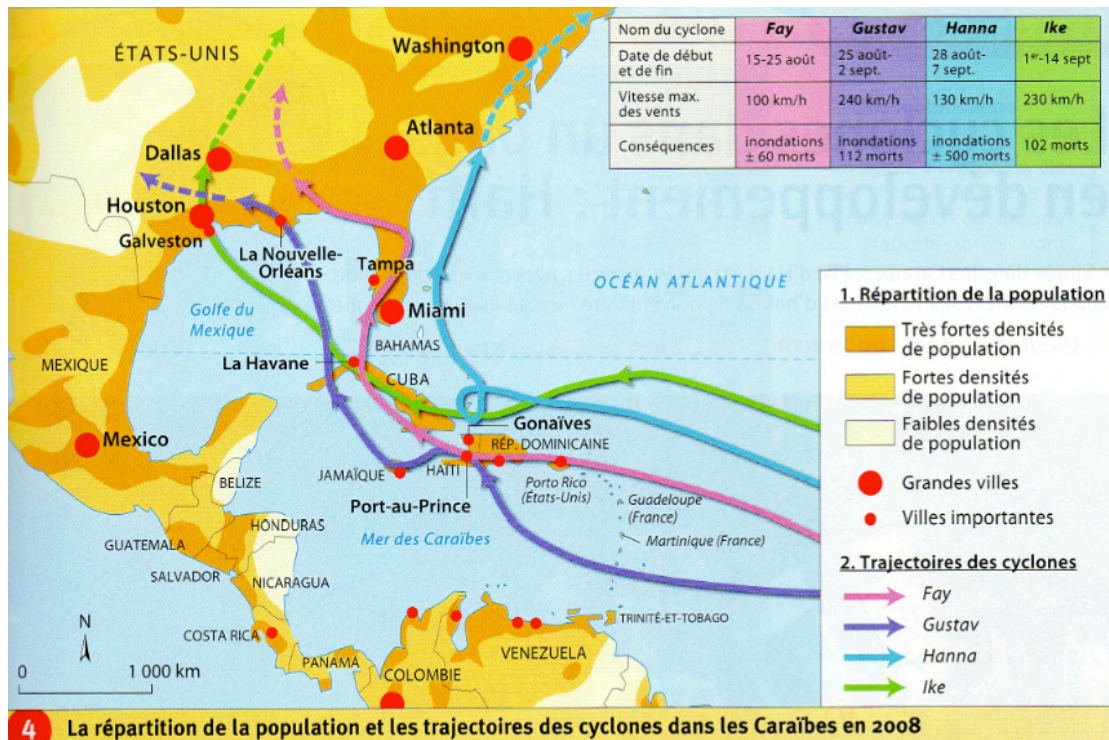 ÉTATS-UNIS
Washington
Atlanta
Dallas
Houston
Galveston
La Nouvelle-
Orléans
Tampa
Miami
Golfe du
Mexique
BAHAMAS
OCÉAN ATLANTIQUE
MEXIQUE
La Havane
CUBA
Mexico
Gonaïves
RÉP. DOMINICAINE
HAÏTI
JAMAÏQUE
Port-au-Prince
Porto Rico
(États-Unis)
Guadeloupe
(France)
Martinique (France)
BELIZE
HONDURAS
GUATEMALA
SALVADOR
NICARAGUA
Mer des Caraïbes
COSTA RICA
PANAMÁ
COLOMBIE
VENEZUELA
TRINITÉ-ET-TOBAGO
N
0 1 000 km
Nom du cyclone Fay Gustav Hanna Ike
Date de début
et de fin
15-25 août
25 août-
2 sept.
28 août-
7 sept.
1er-14 sept
Vitesse max.
des vents
100 km/h 240 km/h 130 km/h 230 km/h
Conséquences
inondations
± 60 morts
inondations
112 morts
inondations
± 500 morts
102 morts
1. Répartition de la population
Très fortes densités
de population
Fortes densités
de population
Faibles densités
de population
Grandes villes
Villes importantes
2. Trajectoires des cyclones
Fay
Gustav
Hanna
Ike
4 La répartition de la population et les trajectoires des cyclones dans les Caraïbes en 2008